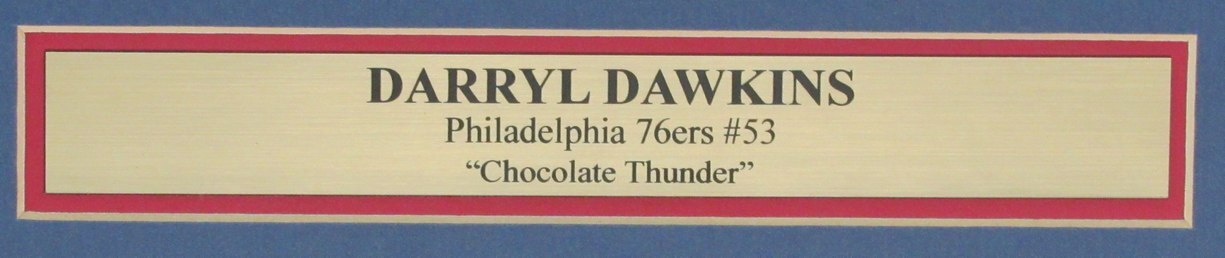 DARRYL DAWKINS
Philadelphia 76ers #53
“Chocolate Thunder”